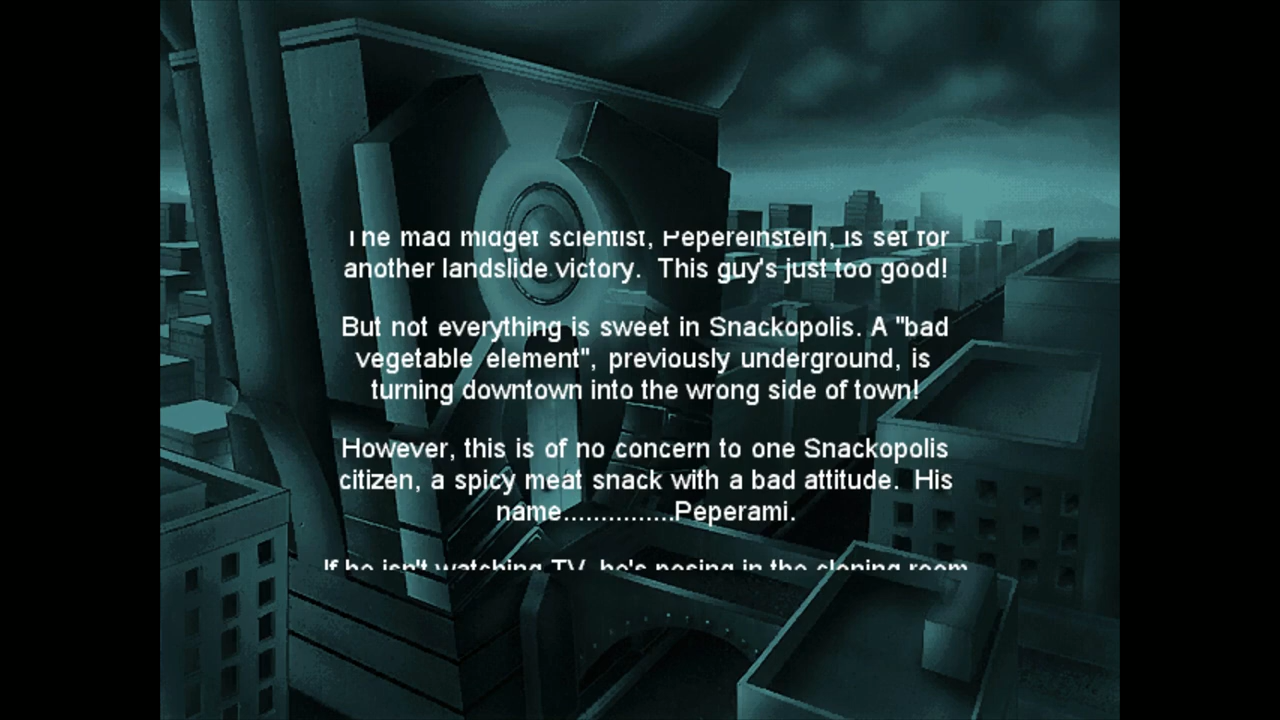 The mad midget scientist, Pepereinstein, is set for
another landslide victory. This guy's just too good!
But not everything is sweet in Snackopolis. A "bad
vegetable element", previously underground, is
turning downtown into the wrong side of town!
However, this is of no concern to one Snackopolis
citizen, a spicy meat snack with a bad attitude. His
name...............Peperami.
If he isn't watching TV, he's posing in the cloning room